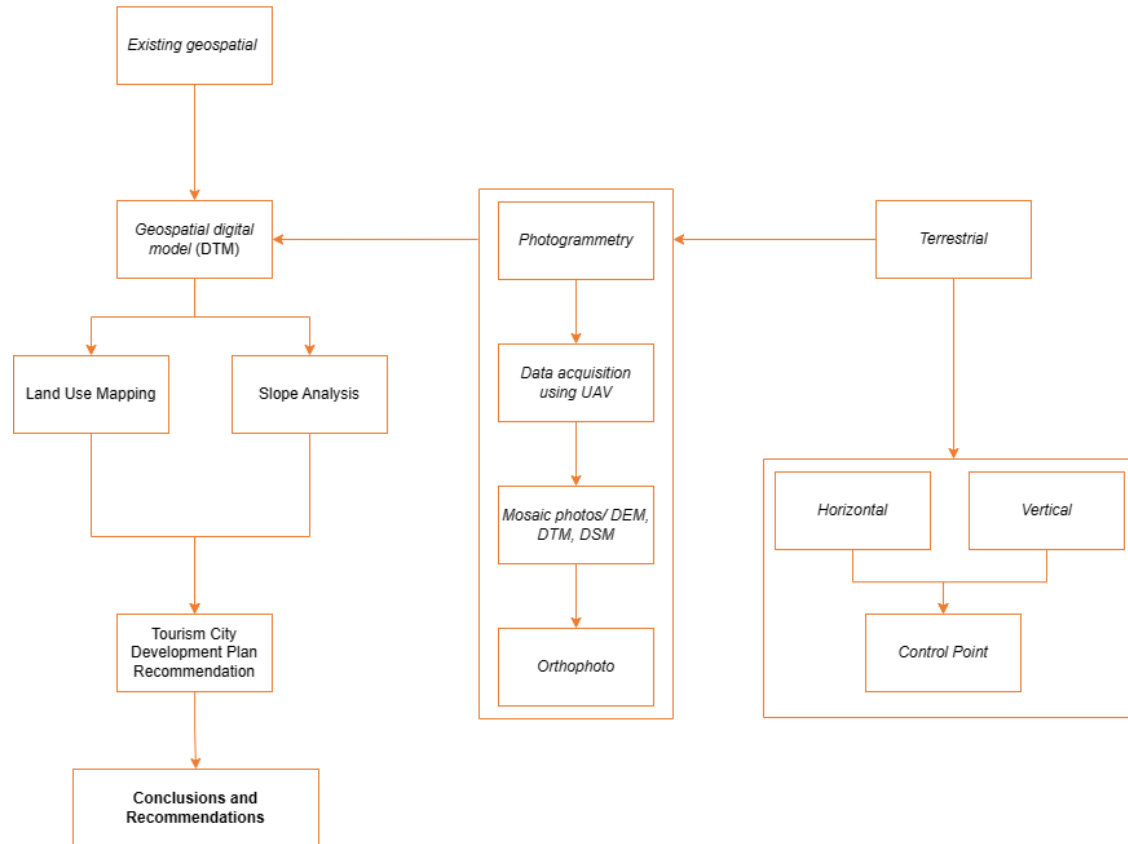 Existing geospatial
Geospatial digital
model (DTM)
Photogrammetry
Terrestrial
Land Use Mapping
Slope Analysis
Data acquisition
using UAV
Mosaic photos/ DEM,
DTM, DSM
Horizontal
Vertical
Tourism City
Development Plan
Recommendation
Orthophoto
Control Point
Conclusions and
Recommendations